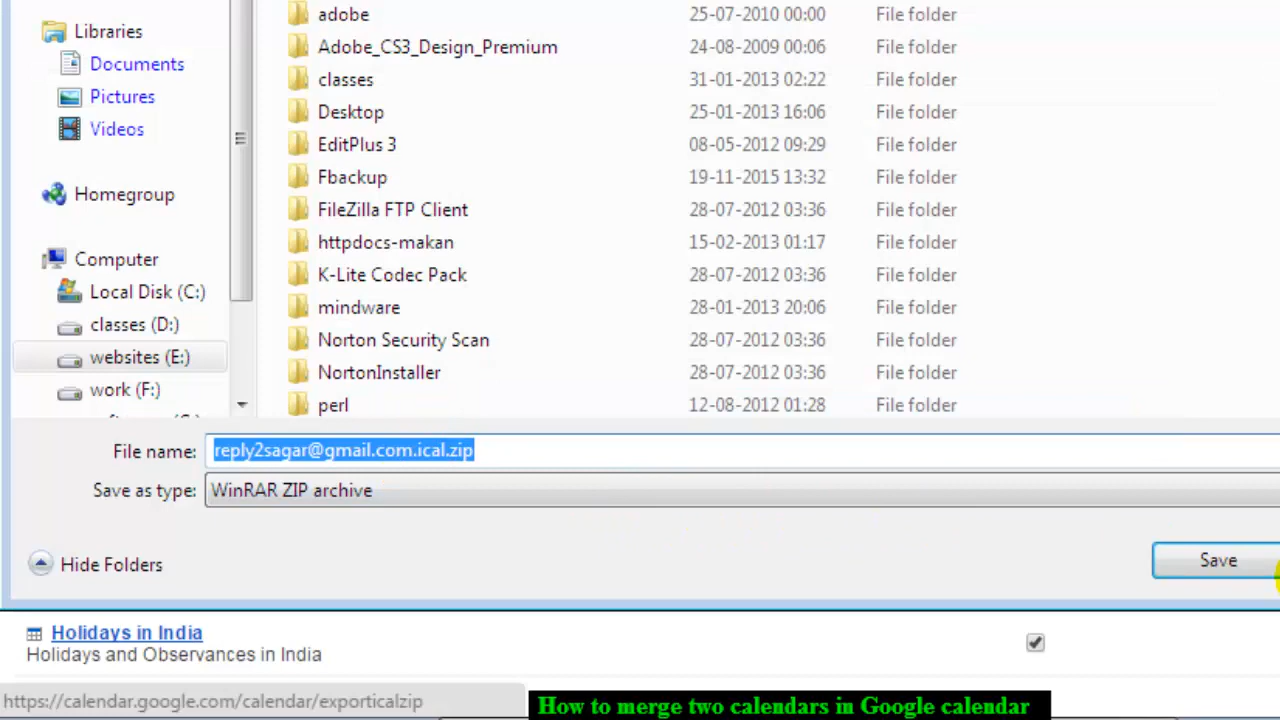 Libraries
Documents
Pictures
Videos
Homegroup
Computer
Local Disk (C:)
classes (D:)
websites (E:)
work (F:)
adobe 25-07-2010 00:00 File folder
Adobe_CS3_Design_Premium 24-08-2009 00:06 File folder
classes 31-01-2013 02:22 File folder
Desktop 25-01-2013 16:06 File folder
EditPlus 3 08-05-2012 09:29 File folder
Fbackup 19-11-2015 13:32 File folder
FileZilla FTP Client 28-07-2012 03:36 File folder
httpdocs-makan 15-02-2013 01:17 File folder
K-Lite Codec Pack 28-07-2012 03:36 File folder
mindware 28-01-2013 20:06 File folder
Norton Security Scan 28-07-2012 03:36 File folder
NortonInstaller 28-07-2012 03:36 File folder
perl 12-08-2012 01:28 File folder
File name: reply2sagar@gmail.com.ical.zip
Save as type: WinRAR ZIP archive
Hide Folders
Save
Holidays in India
Holidays and Observances in India
https://calendar.google.com/calendar/exporticalzip
How to merge two calendars in Google calendar